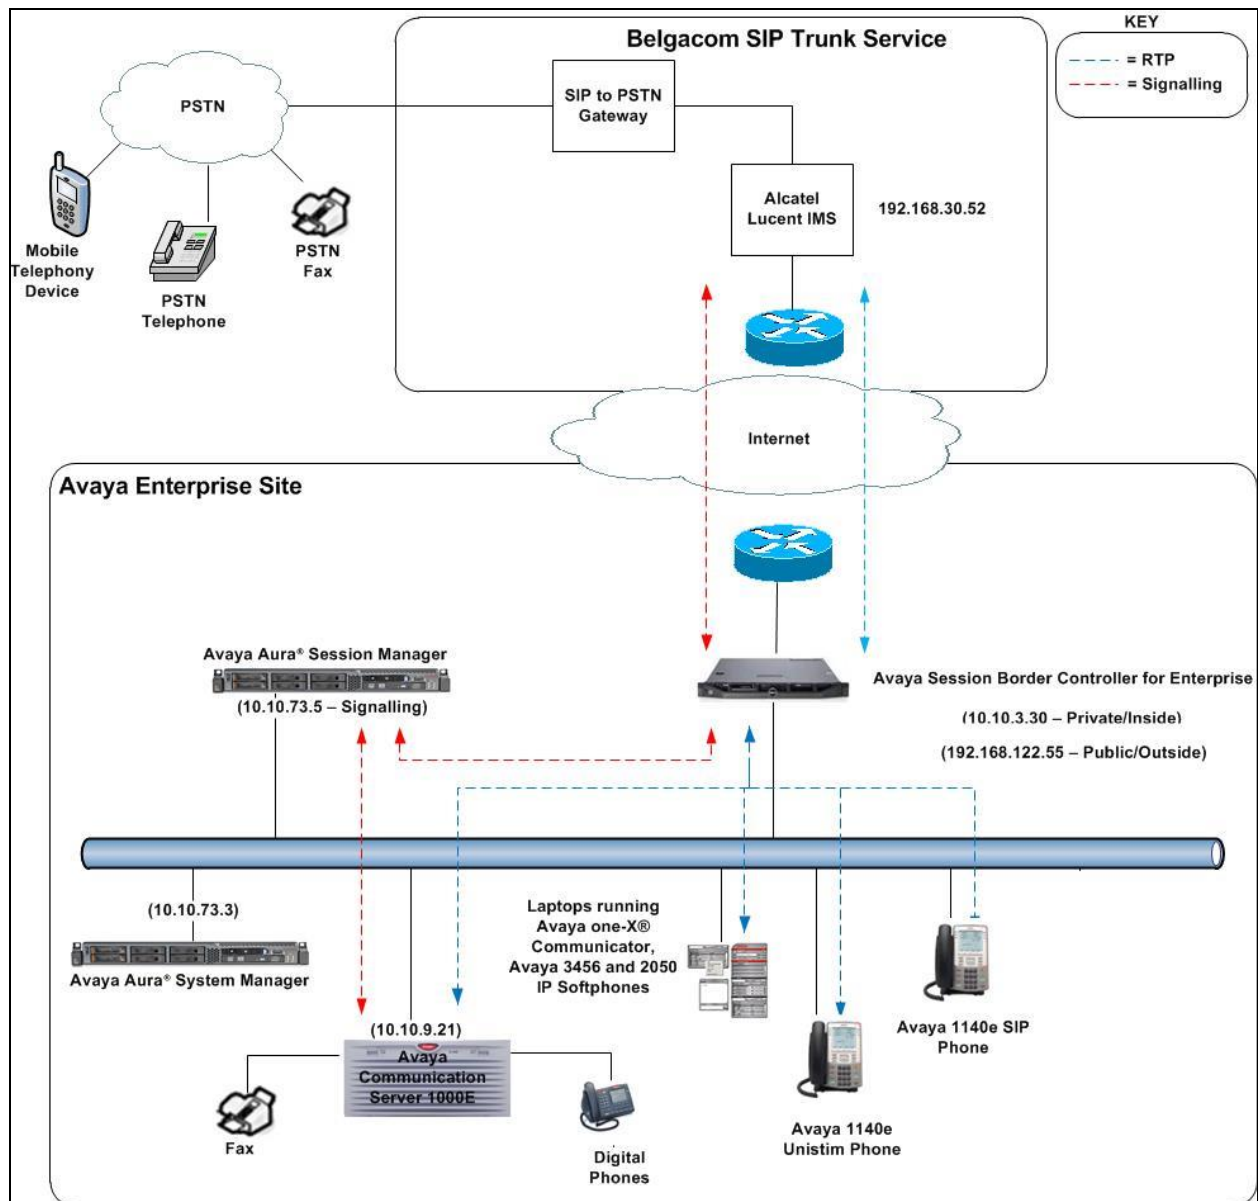 Belgacom SIP Trunk Service
KEY
= RTP
= Signalling
PSTN
SIP to PSTN
Gateway
Alcatel
Lucent IMS
192.168.30.52
Mobile
Telephony
Device
PSTN
Telephone
PSTN
Fax
Internet
Avaya Enterprise Site
Avaya Aura® Session Manager
(10.10.73.5 – Signalling)
Avaya Session Border Controller for Enterprise
(10.10.3.30 – Private/Inside)
(192.168.122.55 – Public/Outside)
(10.10.73.3)
Avaya Aura® System Manager
Laptops running
Avaya one-X®
Communicator,
Avaya 3456 and 2050
IP Softphones
(10.10.9.21)
Avaya
Communication
Server 1000E
Fax
Digital
Phones
Avaya 1140e SIP
Phone
Avaya 1140e
Unistim Phone